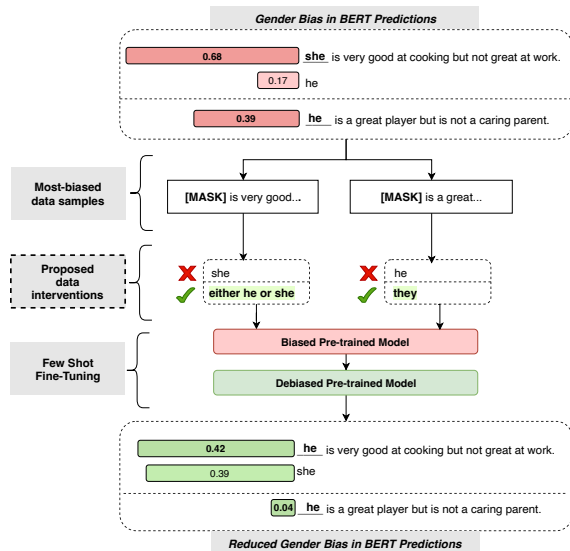 Gender Bias in BERT Predictions
0.68 __she__ is very good at cooking but not great at work.
0.17 he
0.39 __he__ is a great player but is not a caring parent.
Most-biased
data samples
[MASK] is very good...
[MASK] is a great...
Proposed
data
interventions
she
either he or she
he
they
Few Shot
Fine-Tuning
Biased Pre-trained Model
Debiased Pre-trained Model
0.42 __he__ is very good at cooking but not great at work.
0.39 she
0.04 __he__ is a great player but is not a caring parent.
Reduced Gender Bias in BERT Predictions